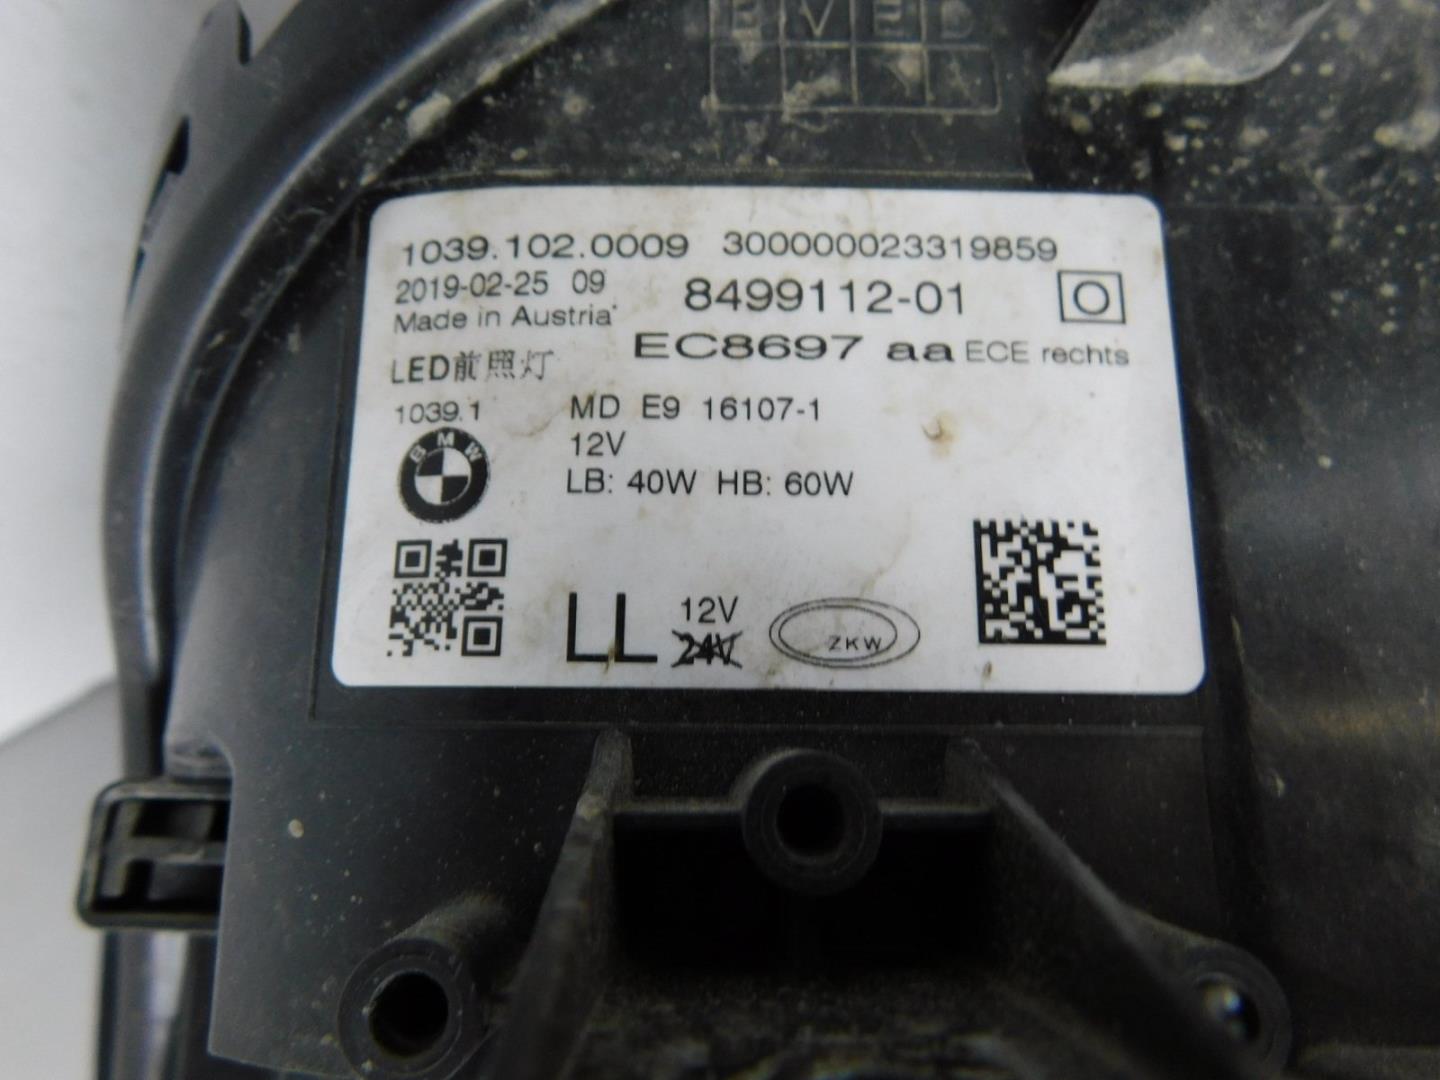 EVED
1039.102.0009 300000023319859
2019-02-25 09 8499112-01
Made in Austria
EC8697 aa ECE rechts
LED前照灯
1039.1 MD E9 16107-1
BMW
12V
LB: 40W HB: 60W
LL 12V
24V
ZKW